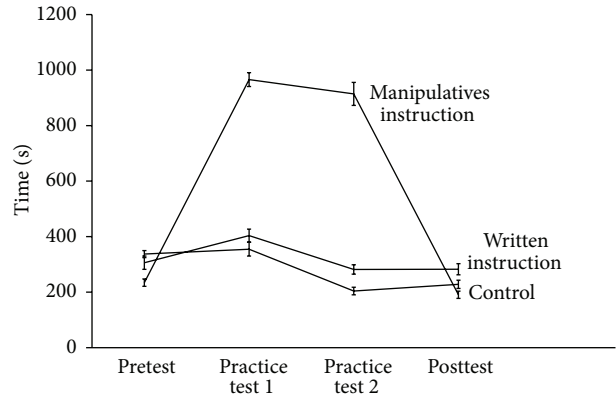 1200
1000
800
600
400
200
0
Time (s)
Manipulatives
instruction
Written
instruction
Control
Pretest
Practice
test 1
Practice
test 2
Posttest